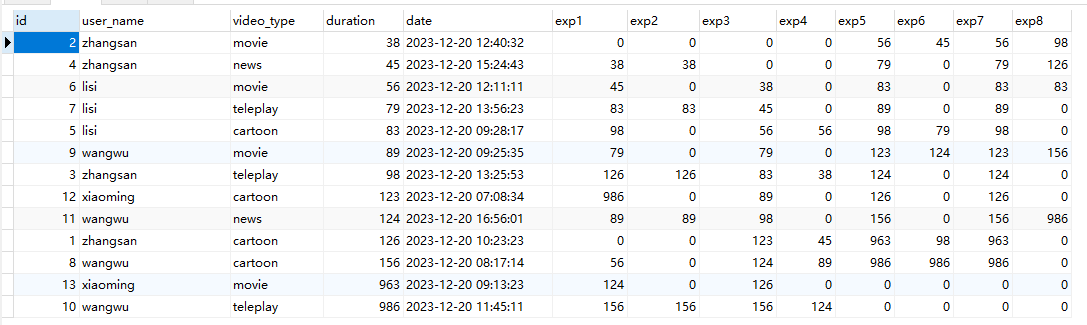 id user_name video_type duration date exp1 exp2 exp3 exp4 exp5 exp6 exp7 exp8
2 zhangsan movie 38 2023-12-20 12:40:32 0 0 0 0 56 45 56 98
4 zhangsan news 45 2023-12-20 15:24:43 38 38 0 0 79 0 79 126
6 lisi movie 56 2023-12-20 12:11:11 45 0 38 0 83 0 83 83
7 lisi teleplay 79 2023-12-20 13:56:23 83 83 45 0 89 0 89 0
5 lisi cartoon 83 2023-12-20 09:28:17 98 0 56 56 98 79 98 0
9 wangwu movie 89 2023-12-20 09:25:35 79 0 79 0 123 124 123 156
3 zhangsan teleplay 98 2023-12-20 13:25:53 126 126 83 38 124 0 124 0
12 xiaoming cartoon 123 2023-12-20 07:08:34 986 0 89 0 126 0 126 0
11 wangwu news 124 2023-12-20 16:56:01 89 89 98 0 156 0 156 986
1 zhangsan cartoon 126 2023-12-20 10:23:23 0 0 123 45 963 98 963 0
8 wangwu cartoon 156 2023-12-20 08:17:14 56 0 124 89 986 986 986 0
13 xiaoming movie 963 2023-12-20 09:13:23 124 0 126 0 0 0 0 0
10 wangwu teleplay 986 2023-12-20 11:45:11 156 156 156 124 0 0 0 0